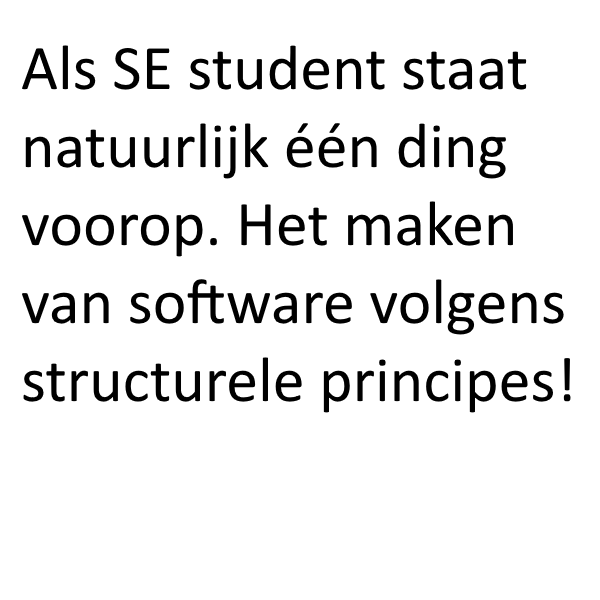 Als SE student staat
natuurlijk één ding
voorop. Het maken
van software volgens
structurele principes!